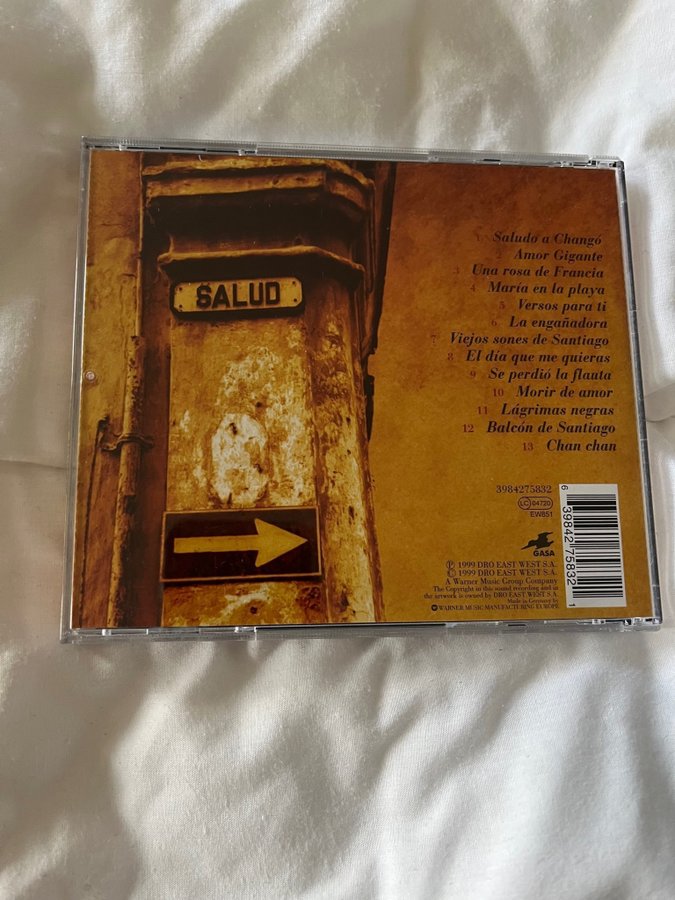 SALUD
1 Saludo a Changó
2 Amor Gigante
3 Una rosa de Francia
4 María en la playa
5 Versos para ti
6 La engañadora
7 Viejos sones de Santiago
8 El día que me quieras
9 Se perdió la flauta
10 Morir de amor
11 Lágrimas negras
12 Balcón de Santiago
13 Chan chan
3984275832
LC 04720
EW851
GASA
℗ 1999 DRO EAST WEST S.A.
© 1999 DRO EAST WEST S.A.
A Warner Music Group Company
The Copyright in this sound recording and in
the artwork is owned by DRO EAST WEST S.A.
Made in Germany by
WARNER MUSIC MANUFACTURING EUROPE
6 39842 75832 1